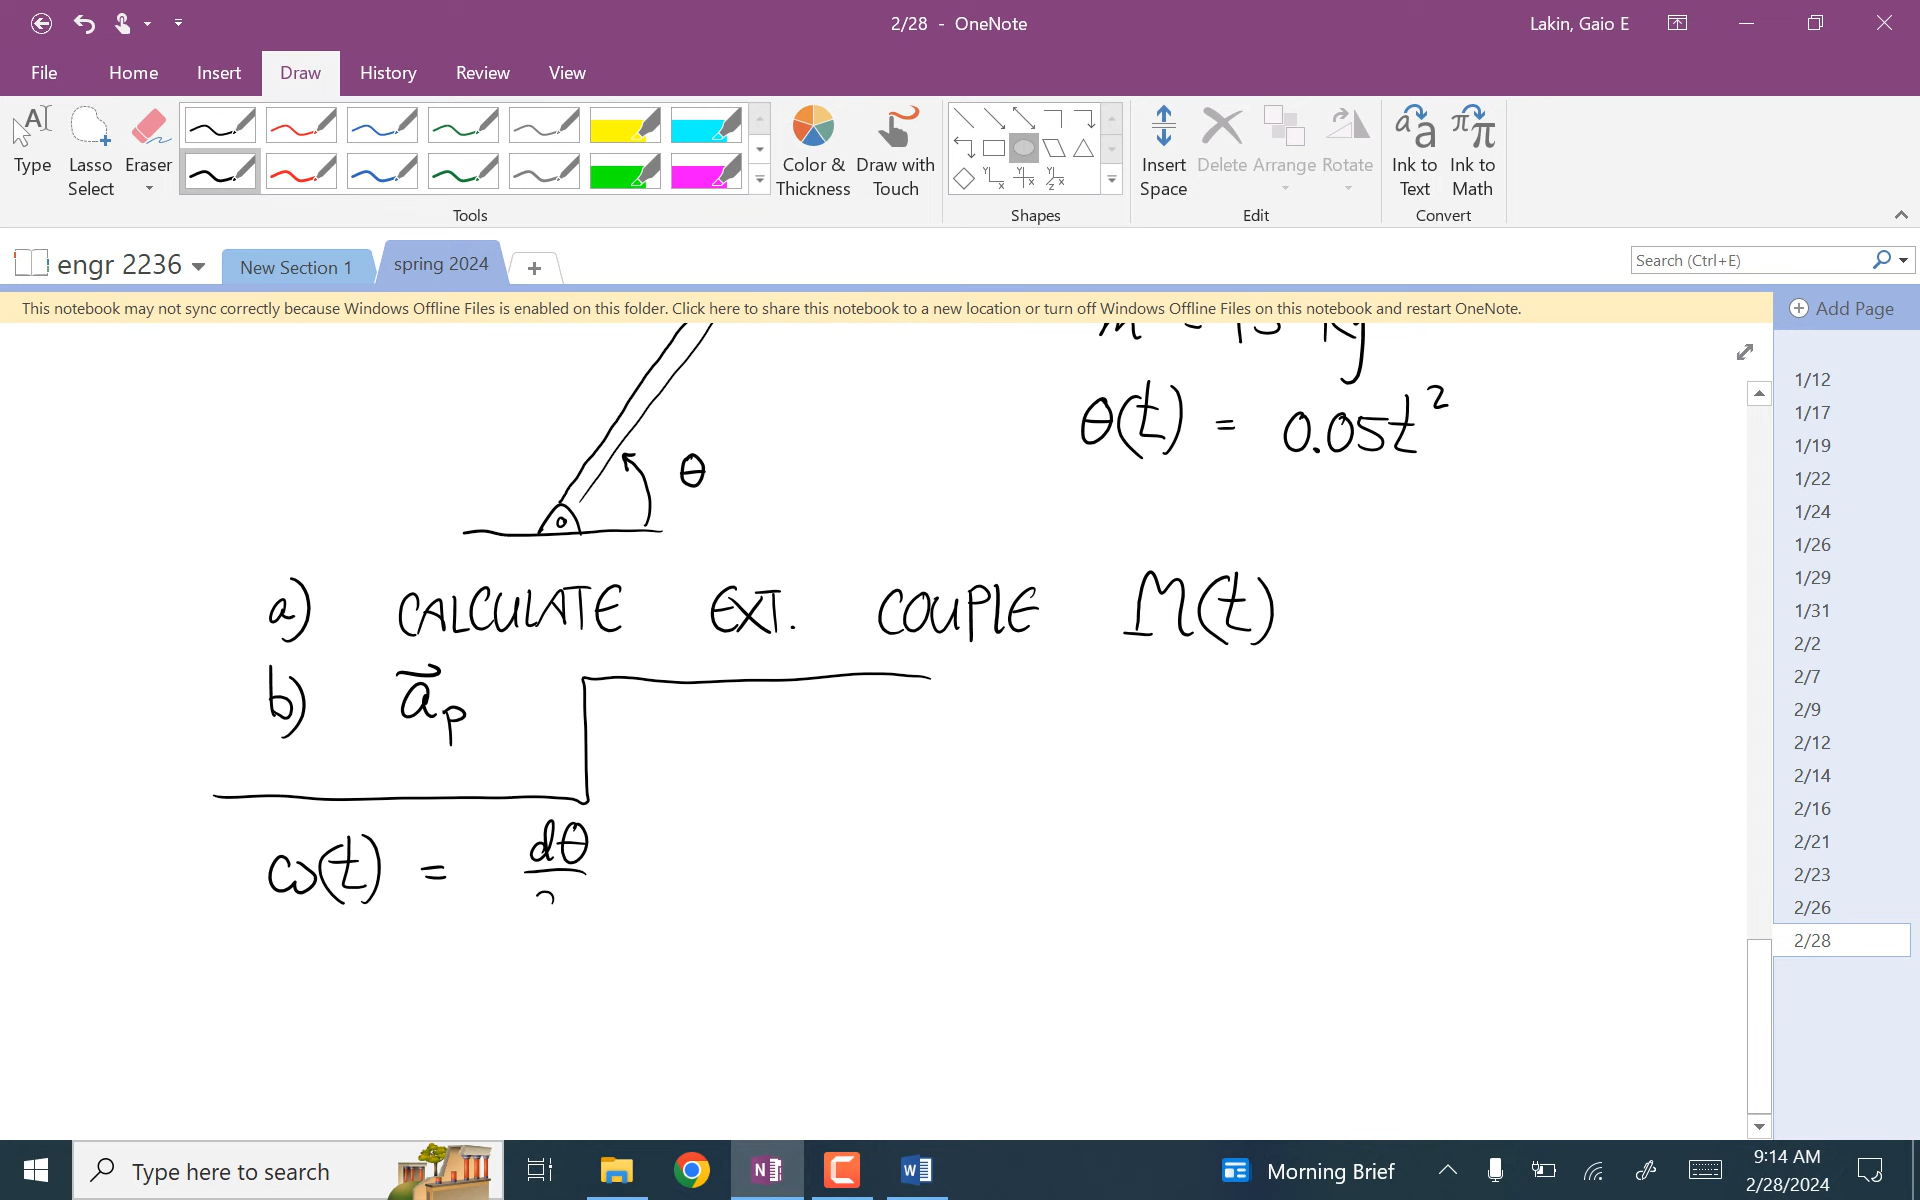 2/28 - OneNote
Lakin, Gaio E
File Home Insert Draw History Review View
Type
Lasso Select
Eraser
Color & Thickness
Draw with Touch
Insert Space
Delete
Arrange
Rotate
Ink to Text
Ink to Math
Tools
Shapes
Edit
Convert
engr 2236
New Section 1
spring 2024
Search (Ctrl+E)
This notebook may not sync correctly because Windows Offline Files is enabled on this folder. Click here to share this notebook to a new location or turn off Windows Offline Files on this notebook and restart OneNote.
Add Page
θ(t) = 0.05t²
θ
a) CALCULATE EXT. COUPLE M(t)
b) a⃗p
ω(t) = dθ
1/12
1/17
1/19
1/22
1/24
1/26
1/29
1/31
2/2
2/7
2/9
2/12
2/14
2/16
2/21
2/23
2/26
2/28
Type here to search
Morning Brief
9:14 AM
2/28/2024